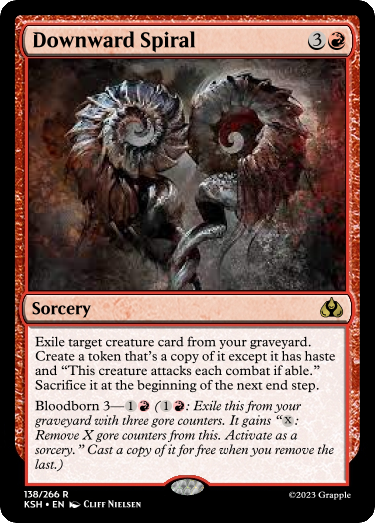 Downward Spiral 3
Sorcery
Exile target creature card from your graveyard.
Create a token that's a copy of it except it has haste
and “This creature attacks each combat if able.”
Sacrifice it at the beginning of the next end step.
Bloodborn 3—1 (1: Exile this from your
graveyard with three gore counters. It gains “X:
Remove X gore counters from this. Activate as a
sorcery.” Cast a copy of it for free when you remove the
last.)
138/266 R
KSH • EN Cliff Nielsen
©2023 Grapple